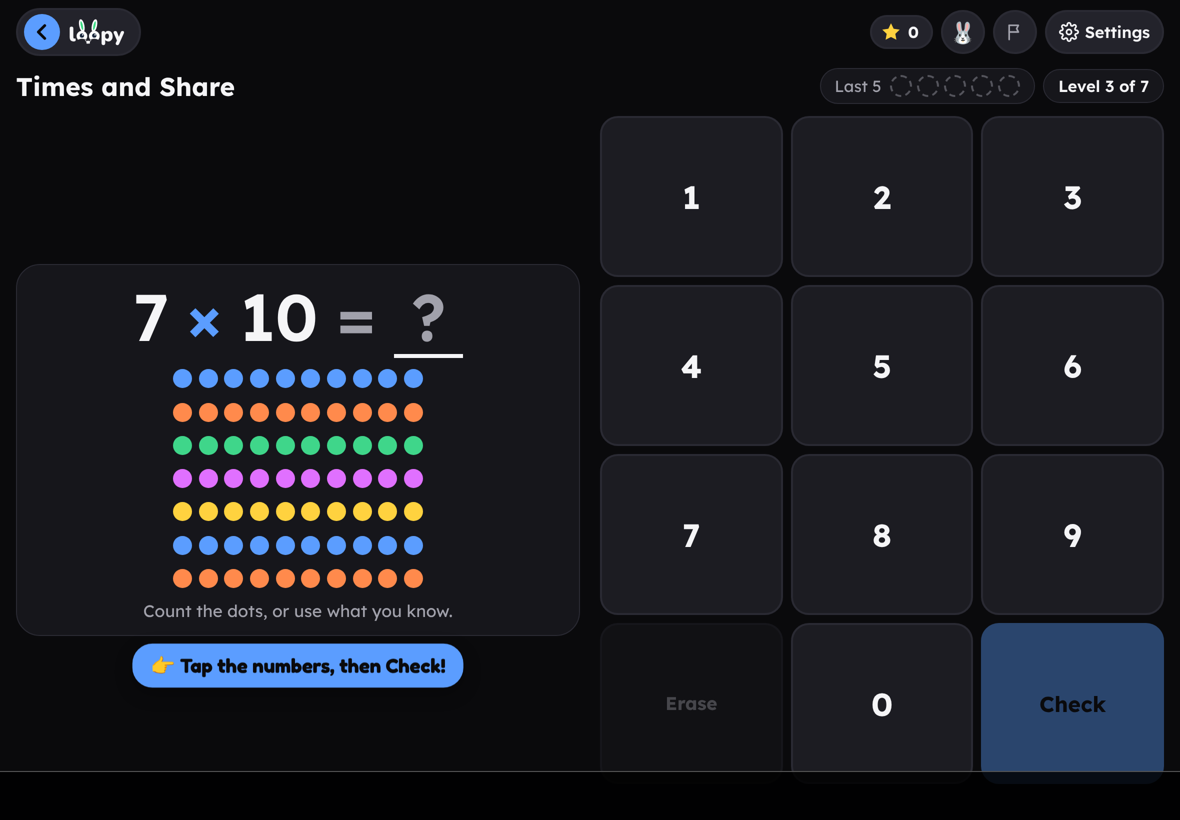 loopy
0
Settings
Times and Share
Last 5
Level 3 of 7
7 × 10 = ?
Count the dots, or use what you know.
👉 Tap the numbers, then Check!
1 2 3
4 5 6
7 8 9
Erase 0 Check